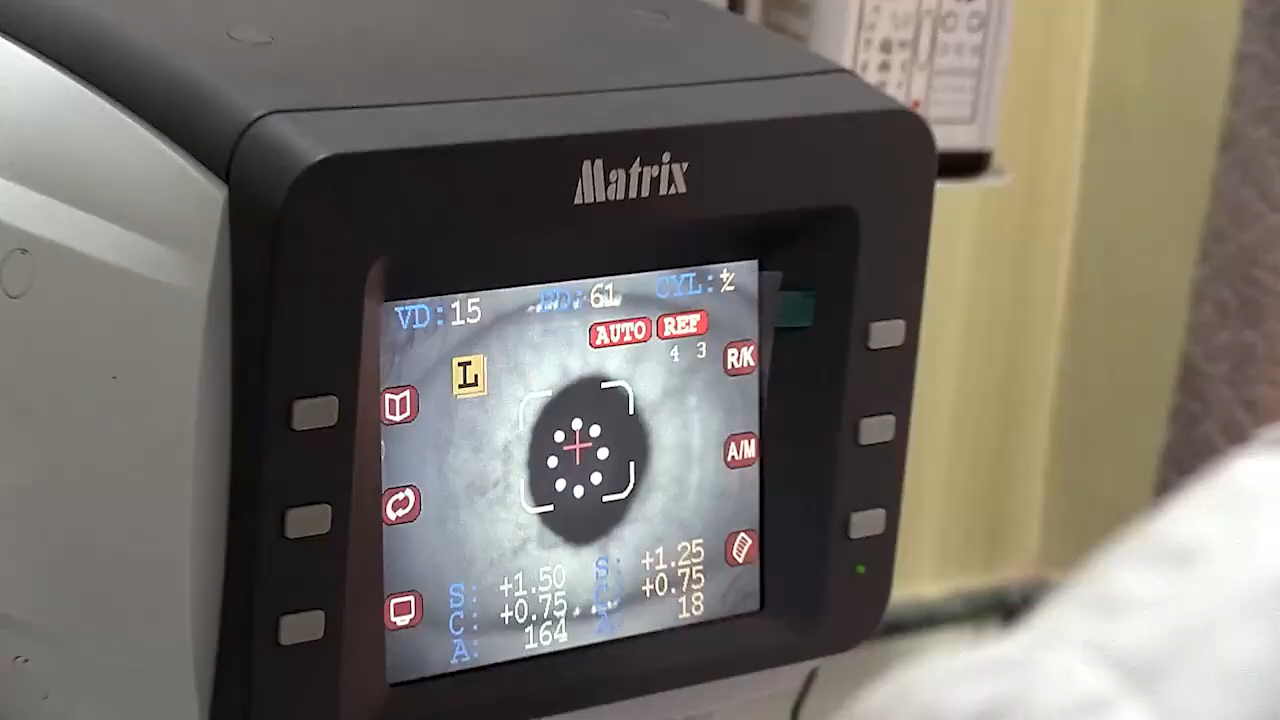 Matrix
VD:15 PD:61 CYL:±
AUTO REF
4 3
L
R/K
A/M
S: +1.50 S: +1.25
C: +0.75 +0.75
A: 164 18